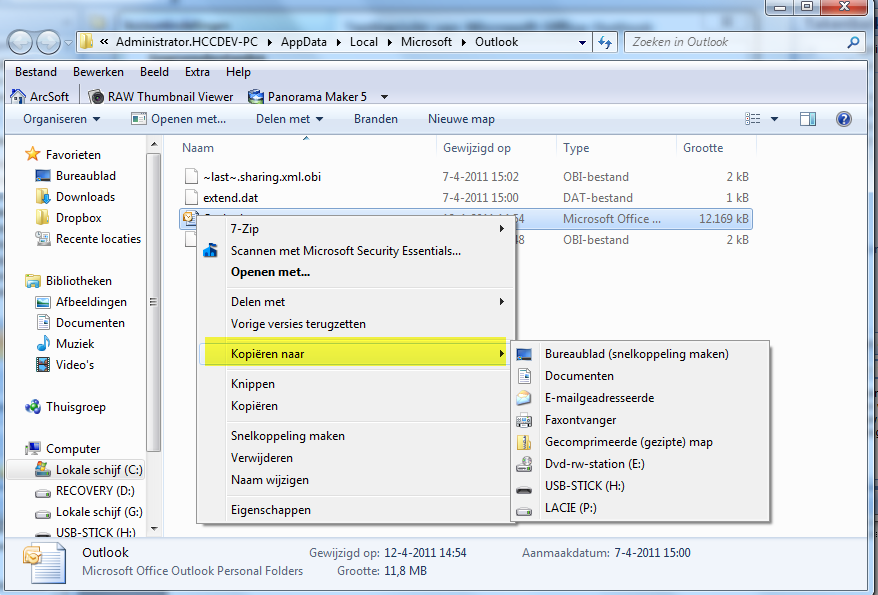 « Administrator.HCCDEV-PC AppData Local Microsoft Outlook Zoeken in Outlook
Bestand Bewerken Beeld Extra Help
ArcSoft RAW Thumbnail Viewer Panorama Maker 5
Organiseren Openen met... Delen met Branden Nieuwe map
Naam Gewijzigd op Type Grootte
~last~.sharing.xml.obi 7-4-2011 15:02 OBI-bestand 2 kB
extend.dat 7-4-2011 15:00 DAT-bestand 1 kB
Microsoft Office ... 12.169 kB
OBI-bestand 2 kB
Favorieten
Bureaublad
Downloads
Dropbox
Recente locaties
Bibliotheken
Afbeeldingen
Documenten
Muziek
Video's
Thuisgroep
Computer
Lokale schijf (C:)
RECOVERY (D:)
Lokale schijf (G:)
USB-STICK (H:)
7-Zip
Scannen met Microsoft Security Essentials...
Openen met...
Delen met
Vorige versies terugzetten
Kopiëren naar
Knippen
Kopiëren
Snelkoppeling maken
Verwijderen
Naam wijzigen
Eigenschappen
Bureaublad (snelkoppeling maken)
Documenten
E-mailgeadresseerde
Faxontvanger
Gecomprimeerde (gezipte) map
Dvd-rw-station (E:)
USB-STICK (H:)
LACIE (P:)
Outlook Gewijzigd op: 12-4-2011 14:54 Aanmaakdatum: 7-4-2011 15:00
Microsoft Office Outlook Personal Folders Grootte: 11,8 MB